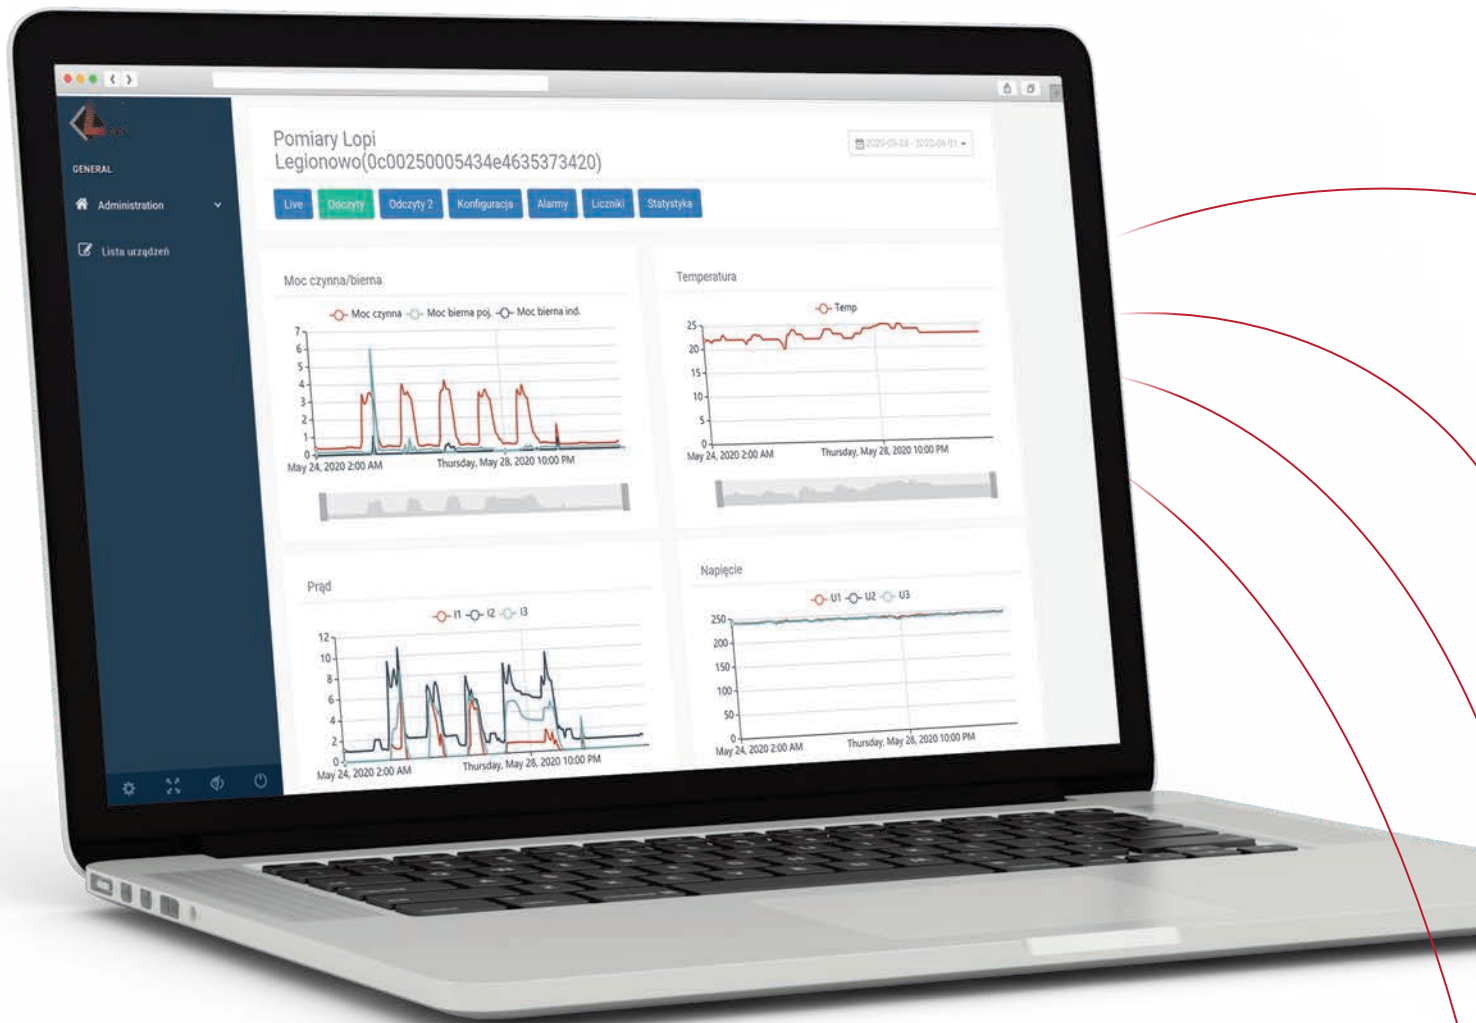 GENERAL
Administration
Lista urządzeń
Pomiary Lopi
Legionowo(0c00250005434e4635373420)
Live
Odczyty
Odczyty 2
Konfiguracja
Alarmy
Liczniki
Statystyka
Moc czynna/bierna
Moc czynna Moc bierna poj. Moc bierna ind.
7
6
5
4
3
2
1
0
May 24, 2020 2:00 AM Thursday, May 28, 2020 10:00 PM
Temperatura
Temp
25
20
15
10
5
0
May 24, 2020 2:00 AM Thursday, May 28, 2020 10:00 PM
Prąd
I1 I2 I3
12
10
8
6
4
2
0
May 24, 2020 2:00 AM Thursday, May 28, 2020 10:00 PM
Napięcie
U1 U2 U3
250
200
150
100
50
0
May 24, 2020 2:00 AM Thursday, May 28, 2020 10:00 PM